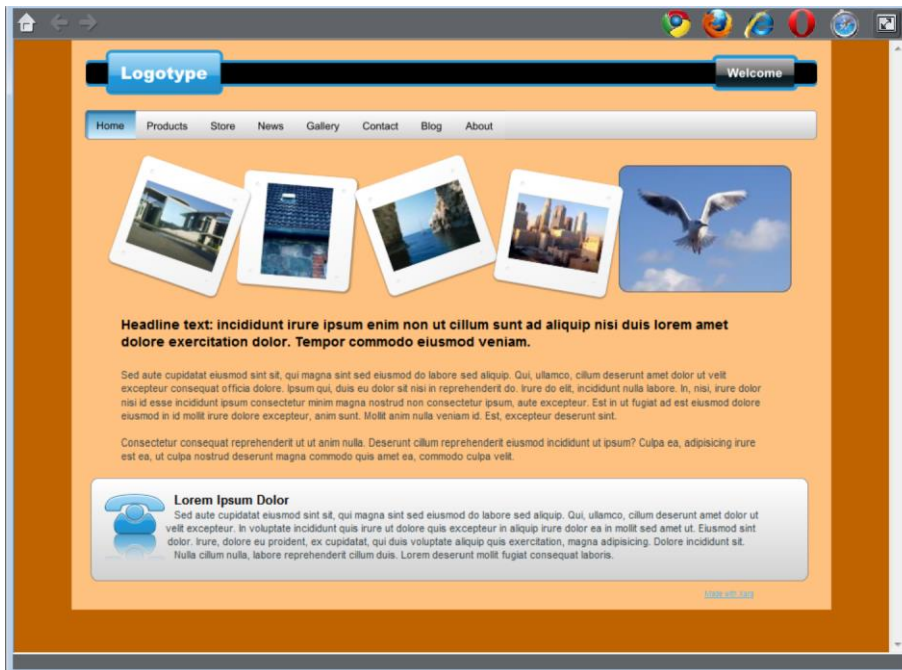 Logotype
Welcome
Home Products Store News Gallery Contact Blog About
Headline text: incididunt irure ipsum enim non ut cillum sunt ad aliquip nisi duis lorem amet
dolore exercitation dolor. Tempor commodo eiusmod veniam.
Sed aute cupidatat eiusmod sint sit, qui magna sint sed eiusmod do labore sed aliquip. Qui, ullamco, cillum deserunt amet dolor ut velit
excepteur consequat officia dolore. Ipsum qui, duis eu dolor sit nisi in reprehenderit do. Irure do elit, incididunt nulla labore. In, nisi, irure dolor
nisi id esse incididunt ipsum consectetur minim magna nostrud non consectetur ipsum, aute excepteur. Est in ut fugiat ad est eiusmod dolore
eiusmod in id mollit irure dolore excepteur, anim sunt. Mollit anim nulla veniam id. Est, excepteur deserunt sint.
Consectetur consequat reprehenderit ut ut anim nulla. Deserunt cillum reprehenderit eiusmod incididunt ut ipsum? Culpa ea, adipisicing irure
est ea, ut culpa nostrud deserunt magna commodo quis amet ea, commodo culpa velit.
Lorem Ipsum Dolor
Sed aute cupidatat eiusmod sint sit, qui magna sint sed eiusmod do labore sed aliquip. Qui, ullamco, cillum deserunt amet dolor ut
velit excepteur. In voluptate incididunt quis irure ut dolore quis excepteur in aliquip irure dolor ea in mollit sed amet ut. Eiusmod sint
dolor. Irure, dolore eu proident, ex cupidatat, qui duis voluptate aliquip quis exercitation, magna adipisicing. Dolore incididunt sit.
Nulla cillum nulla, labore reprehenderit cillum duis. Lorem deserunt mollit fugiat consequat laboris.
Made with Xara